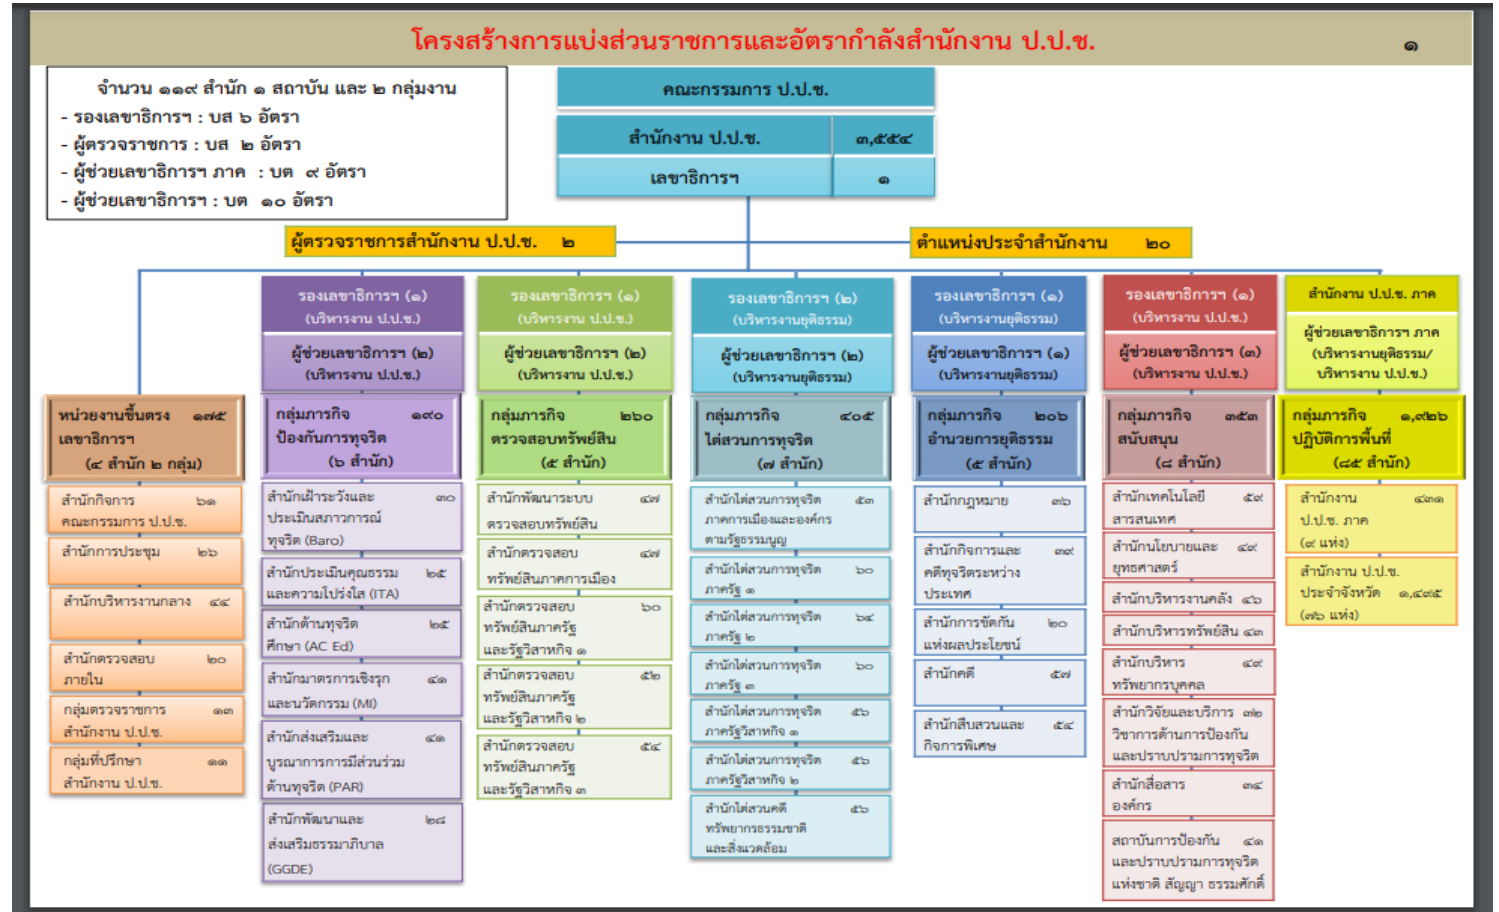 โครงสร้างการแบ่งส่วนราชการและอัตรากำลังสำนักงาน ป.ป.ช.
๑
จำนวน ๑๑๙ สำนัก ๑ สถาบัน และ ๒ กลุ่มงาน
- รองเลขาธิการฯ : บส ๖ อัตรา
- ผู้ตรวจราชการ : บส ๒ อัตรา
- ผู้ช่วยเลขาธิการฯ ภาค : บต ๙ อัตรา
- ผู้ช่วยเลขาธิการฯ : บต ๑๐ อัตรา
คณะกรรมการ ป.ป.ช.
สำนักงาน ป.ป.ช. ๓,๕๕๔
เลขาธิการฯ ๑
ผู้ตรวจราชการสำนักงาน ป.ป.ช. ๒
ตำแหน่งประจำสำนักงาน ๒๐
หน่วยงานขึ้นตรง ๑๗๕
เลขาธิการฯ
(๔ สำนัก ๒ กลุ่ม)
สำนักกิจการ ๖๑
คณะกรรมการ ป.ป.ช.
สำนักการประชุม ๒๖
สำนักบริหารงานกลาง ๔๔
สำนักตรวจสอบ ๒๐
ภายใน
กลุ่มตรวจราชการ ๑๓
สำนักงาน ป.ป.ช.
กลุ่มที่ปรึกษา ๑๑
สำนักงาน ป.ป.ช.
รองเลขาธิการฯ (๑)
(บริหารงาน ป.ป.ช.)
ผู้ช่วยเลขาธิการฯ (๒)
(บริหารงาน ป.ป.ช.)
กลุ่มภารกิจ ๑๙๐
ป้องกันการทุจริต
(๖ สำนัก)
สำนักเฝ้าระวังและ ๓๐
ประเมินสภาวการณ์
ทุจริต (Baro)
สำนักประเมินคุณธรรม ๒๕
และความโปร่งใส (ITA)
สำนักต้านทุจริต ๒๕
ศึกษา (AC Ed)
สำนักมาตรการเชิงรุก ๔๑
และนวัตกรรม (MI)
สำนักส่งเสริมและ ๔๑
บูรณาการการมีส่วนร่วม
ต้านทุจริต (PAR)
สำนักพัฒนาและ ๒๘
ส่งเสริมธรรมาภิบาล
(GGDE)
รองเลขาธิการฯ (๑)
(บริหารงาน ป.ป.ช.)
ผู้ช่วยเลขาธิการฯ (๒)
(บริหารงาน ป.ป.ช.)
กลุ่มภารกิจ ๒๖๐
ตรวจสอบทรัพย์สิน
(๕ สำนัก)
สำนักพัฒนาระบบ ๔๗
ตรวจสอบทรัพย์สิน
สำนักตรวจสอบ ๔๗
ทรัพย์สินภาคการเมือง
สำนักตรวจสอบ ๖๐
ทรัพย์สินภาครัฐ
และรัฐวิสาหกิจ ๑
สำนักตรวจสอบ ๕๒
ทรัพย์สินภาครัฐ
และรัฐวิสาหกิจ ๒
สำนักตรวจสอบ ๕๔
ทรัพย์สินภาครัฐ
และรัฐวิสาหกิจ ๓
รองเลขาธิการฯ (๒)
(บริหารงานยุติธรรม)
ผู้ช่วยเลขาธิการฯ (๒)
(บริหารงานยุติธรรม)
กลุ่มภารกิจ ๔๐๕
ไต่สวนการทุจริต
(๗ สำนัก)
สำนักไต่สวนการทุจริต ๕๓
ภาคการเมืองและองค์กร
ตามรัฐธรรมนูญ
สำนักไต่สวนการทุจริต ๖๐
ภาครัฐ ๑
สำนักไต่สวนการทุจริต ๖๔
ภาครัฐ ๒
สำนักไต่สวนการทุจริต ๖๐
ภาครัฐ ๓
สำนักไต่สวนการทุจริต ๕๖
ภาครัฐวิสาหกิจ ๑
สำนักไต่สวนการทุจริต ๕๖
ภาครัฐวิสาหกิจ ๒
สำนักไต่สวนคดี ๕๖
ทรัพยากรธรรมชาติ
และสิ่งแวดล้อม
รองเลขาธิการฯ (๑)
(บริหารงานยุติธรรม)
ผู้ช่วยเลขาธิการฯ (๑)
(บริหารงานยุติธรรม)
กลุ่มภารกิจ ๒๐๖
อำนวยการยุติธรรม
(๕ สำนัก)
สำนักกฎหมาย ๓๖
สำนักกิจการและ ๓๙
คดีทุจริตระหว่าง
ประเทศ
สำนักการขัดกัน ๒๐
แห่งผลประโยชน์
สำนักคดี ๕๗
สำนักสืบสวนและ ๕๔
กิจการพิเศษ
รองเลขาธิการฯ (๑)
(บริหารงาน ป.ป.ช.)
ผู้ช่วยเลขาธิการฯ (๓)
(บริหารงาน ป.ป.ช.)
กลุ่มภารกิจ ๓๕๓
สนับสนุน
(๘ สำนัก)
สำนักเทคโนโลยี ๕๙
สารสนเทศ
สำนักนโยบายและ ๔๙
ยุทธศาสตร์
สำนักบริหารงานคลัง ๔๖
สำนักบริหารทรัพย์สิน ๔๓
สำนักบริหาร ๔๙
ทรัพยากรบุคคล
สำนักวิจัยและบริการ ๓๒
วิชาการด้านการป้องกัน
และปราบปรามการทุจริต
สำนักสื่อสาร ๓๔
องค์กร
สถาบันการป้องกัน ๔๑
และปราบปรามการทุจริต
แห่งชาติ สัญญา ธรรมศักดิ์
สำนักงาน ป.ป.ช. ภาค
ผู้ช่วยเลขาธิการฯ ภาค
(บริหารงานยุติธรรม/
บริหารงาน ป.ป.ช.)
กลุ่มภารกิจ ๑,๙๒๖
ปฏิบัติการพื้นที่
(๘๕ สำนัก)
สำนักงาน ๔๓๑
ป.ป.ช. ภาค
(๙ แห่ง)
สำนักงาน ป.ป.ช.
ประจำจังหวัด ๑,๔๙๕
(๗๖ แห่ง)